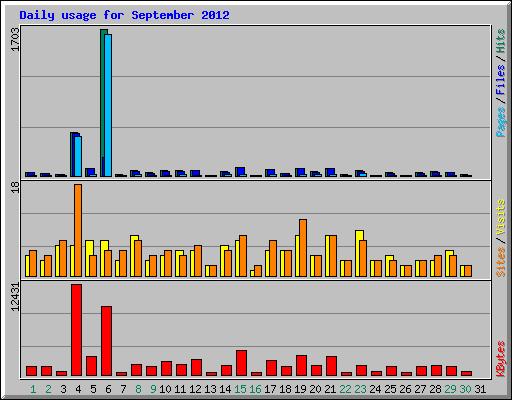 Daily usage for September 2012
1703
Pages / Files / Hits
18
Sites / Visits
12431
KBytes
1 2 3 4 5 6 7 8 9 10 11 12 13 14 15 16 17 18 19 20 21 22 23 24 25 26 27 28 29 30 31